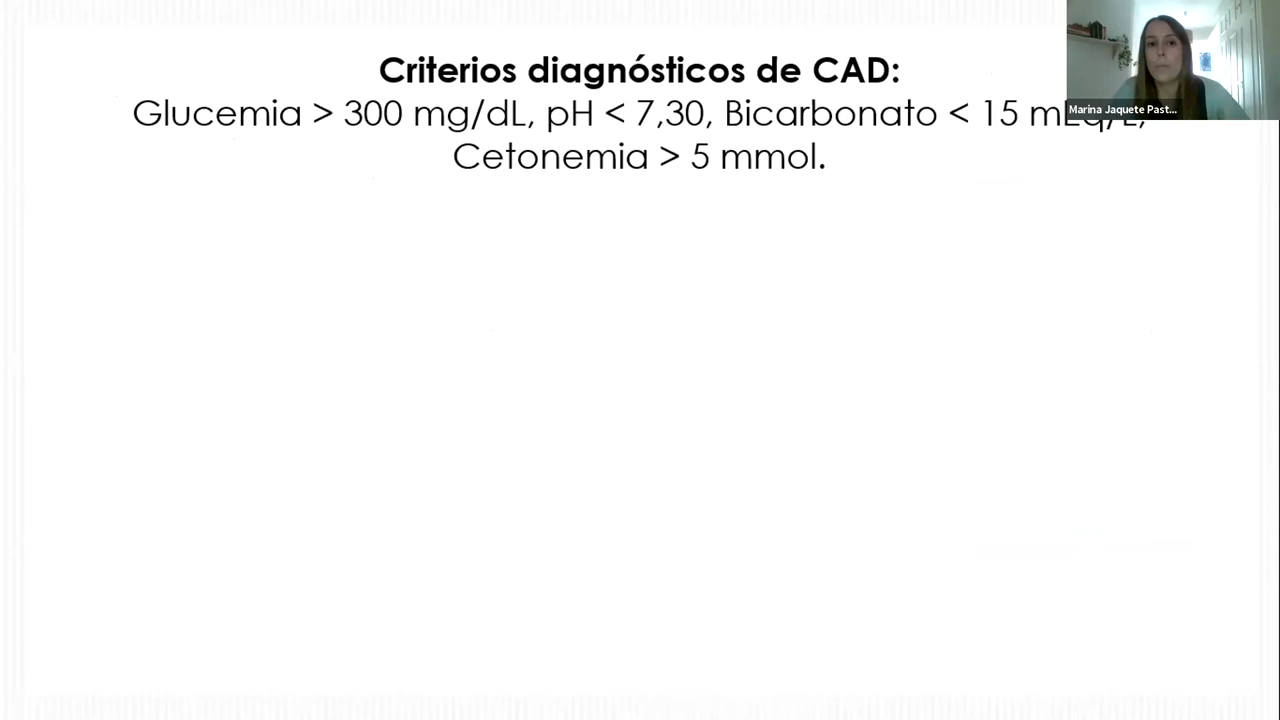 Criterios diagnósticos de CAD:
Glucemia > 300 mg/dL, pH < 7,30, Bicarbonato < 15 mEq/L,
Cetonemia > 5 mmol.
Marina Jaquete Past...